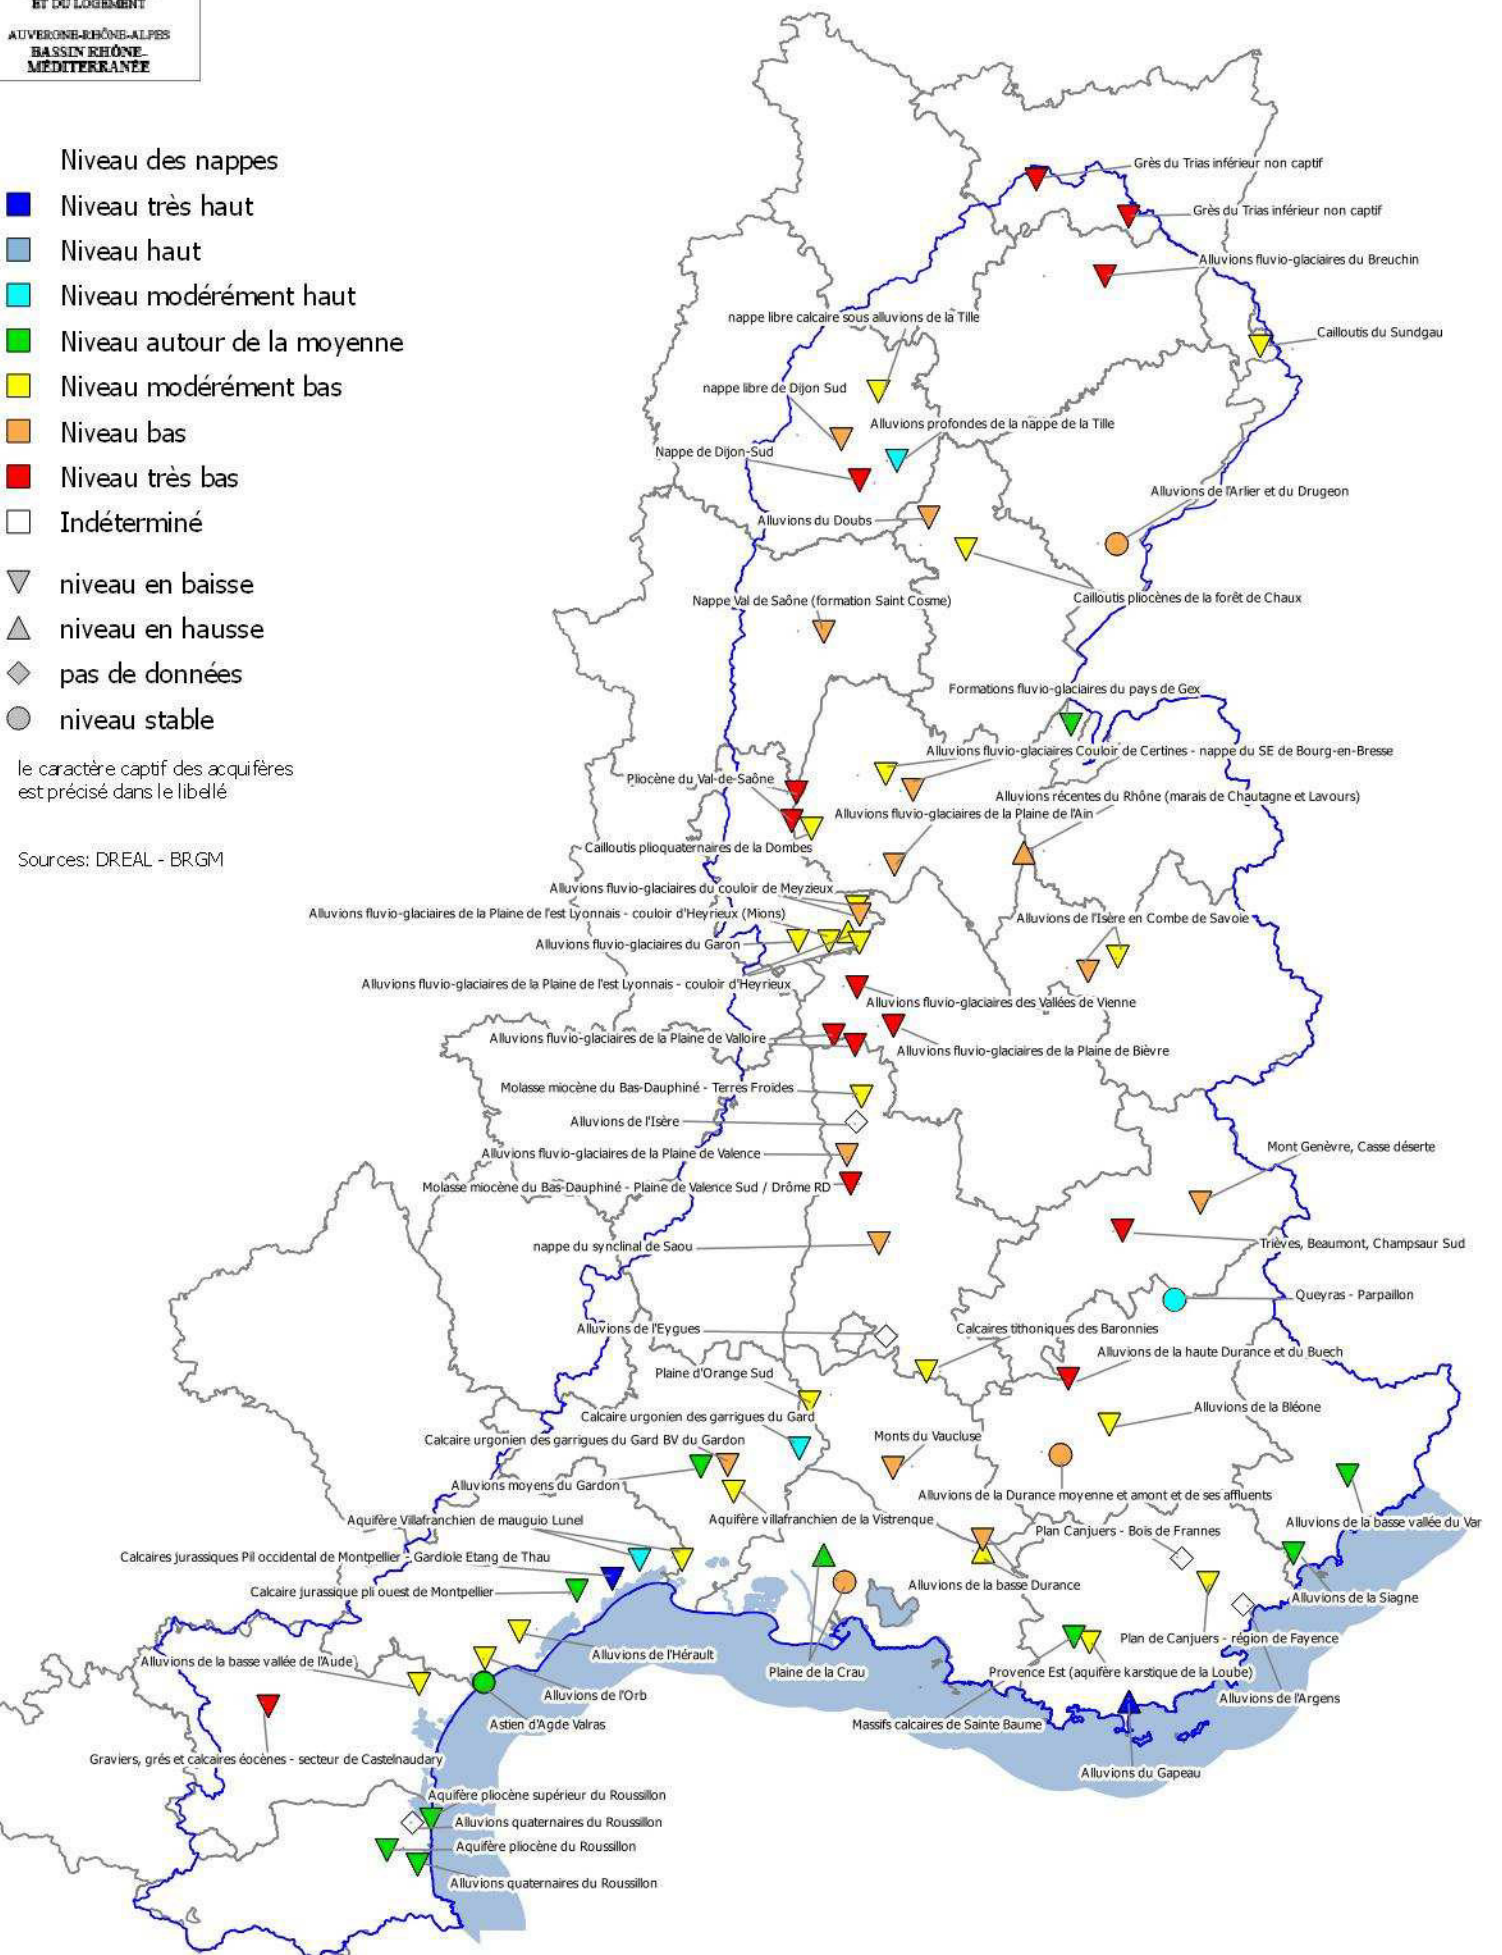 ET DU LOGEMENT
AUVERGNE-RHÔNE-ALPES
BASSIN RHÔNE-
MÉDITERRANÉE
Niveau des nappes
Niveau très haut
Niveau haut
Niveau modérément haut
Niveau autour de la moyenne
Niveau modérément bas
Niveau bas
Niveau très bas
Indéterminé
niveau en baisse
niveau en hausse
pas de données
niveau stable
le caractère captif des acquifères
est précisé dans le libellé
Sources: DREAL - BRGM
Grès du Trias inférieur non captif
Grès du Trias inférieur non captif
Alluvions fluvio-glaciaires du Breuchin
nappe libre calcaire sous alluvions de la Tille
Cailloutis du Sundgau
nappe libre de Dijon Sud
Alluvions profondes de la nappe de la Tille
Nappe de Dijon-Sud
Alluvions de l'Arlier et du Drugeon
Alluvions du Doubs
Cailloutis pliocènes de la forêt de Chaux
Nappe Val de Saône (formation Saint Cosme)
Formations fluvio-glaciaires du pays de Gex
Alluvions fluvio-glaciaires Couloir de Certines - nappe du SE de Bourg-en-Bresse
Pliocène du Val-de-Saône
Alluvions récentes du Rhône (marais de Chautagne et Lavours)
Alluvions fluvio-glaciaires de la Plaine de l'Ain
Cailloutis plioquaternaires de la Dombes
Alluvions fluvio-glaciaires du couloir de Meyzieux
Alluvions fluvio-glaciaires de la Plaine de l'est Lyonnais - couloir d'Heyrieux (Mions)
Alluvions de l'Isère en Combe de Savoie
Alluvions fluvio-glaciaires du Garon
Alluvions fluvio-glaciaires de la Plaine de l'est Lyonnais - couloir d'Heyrieux
Alluvions fluvio-glaciaires des Vallées de Vienne
Alluvions fluvio-glaciaires de la Plaine de Valloire
Alluvions fluvio-glaciaires de la Plaine de Bièvre
Molasse miocène du Bas-Dauphiné - Terres Froides
Alluvions de l'Isère
Mont Genèvre, Casse déserte
Alluvions fluvio-glaciaires de la Plaine de Valence
Molasse miocène du Bas-Dauphiné - Plaine de Valence Sud / Drôme RD
nappe du synclinal de Saou
Trièves, Beaumont, Champsaur Sud
Queyras - Parpaillon
Alluvions de l'Eygues
Calcaires tithoniques des Baronnies
Alluvions de la haute Durance et du Buech
Plaine d'Orange Sud
Alluvions de la Bléone
Calcaire urgonien des garrigues du Gard
Calcaire urgonien des garrigues du Gard BV du Gardon
Monts du Vaucluse
Alluvions moyens du Gardon
Alluvions de la Durance moyenne et amont et de ses affluents
Aquifère Villafranchien de mauguio Lunel
Aquifère villafranchien de la Vistrenque
Alluvions de la basse vallée du Var
Plan Canjuers - Bois de Frannes
Calcaires jurassiques Pil occidental de Montpellier - Gardiole Etang de Thau
Calcaire jurassique pli ouest de Montpellier
Alluvions de la basse Durance
Alluvions de la Siagne
Plan de Canjuers - région de Fayence
Alluvions de l'Hérault
Alluvions de la basse vallée de l'Aude
Plaine de la Crau
Provence Est (aquifère karstique de la Loube)
Alluvions de l'Orb
Alluvions de l'Argens
Astien d'Agde Valras
Massifs calcaires de Sainte Baume
Graviers, grés et calcaires éocènes - secteur de Castelnaudary
Alluvions du Gapeau
Aquifère pliocène supérieur du Roussillon
Alluvions quaternaires du Roussillon
Aquifère pliocène du Roussillon
Alluvions quaternaires du Roussillon